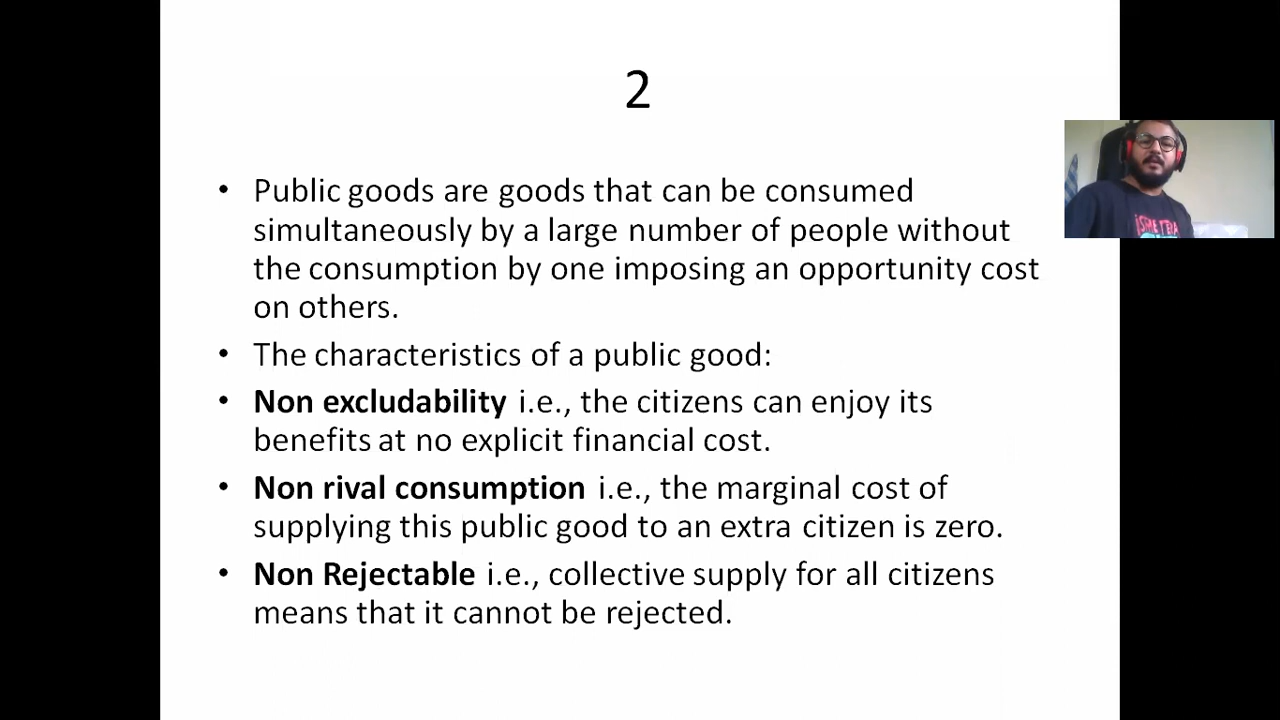 2
• Public goods are goods that can be consumed
simultaneously by a large number of people without
the consumption by one imposing an opportunity cost
on others.
• The characteristics of a public good:
• Non excludability i.e., the citizens can enjoy its
benefits at no explicit financial cost.
• Non rival consumption i.e., the marginal cost of
supplying this public good to an extra citizen is zero.
• Non Rejectable i.e., collective supply for all citizens
means that it cannot be rejected.